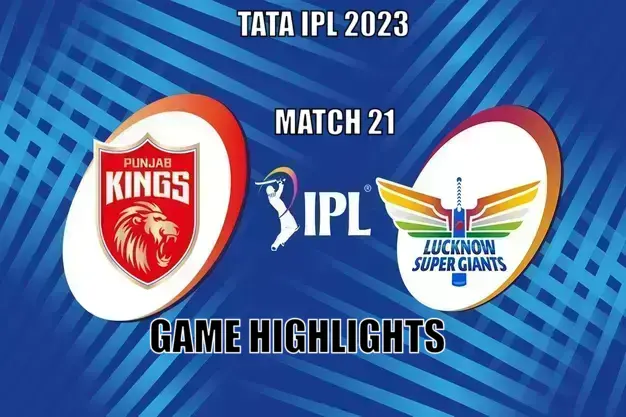 TATA IPL 2023
MATCH 21
PUNJAB
KINGS
IPL®
LUCKNOW
SUPER GIANTS
GAME HIGHLIGHTS